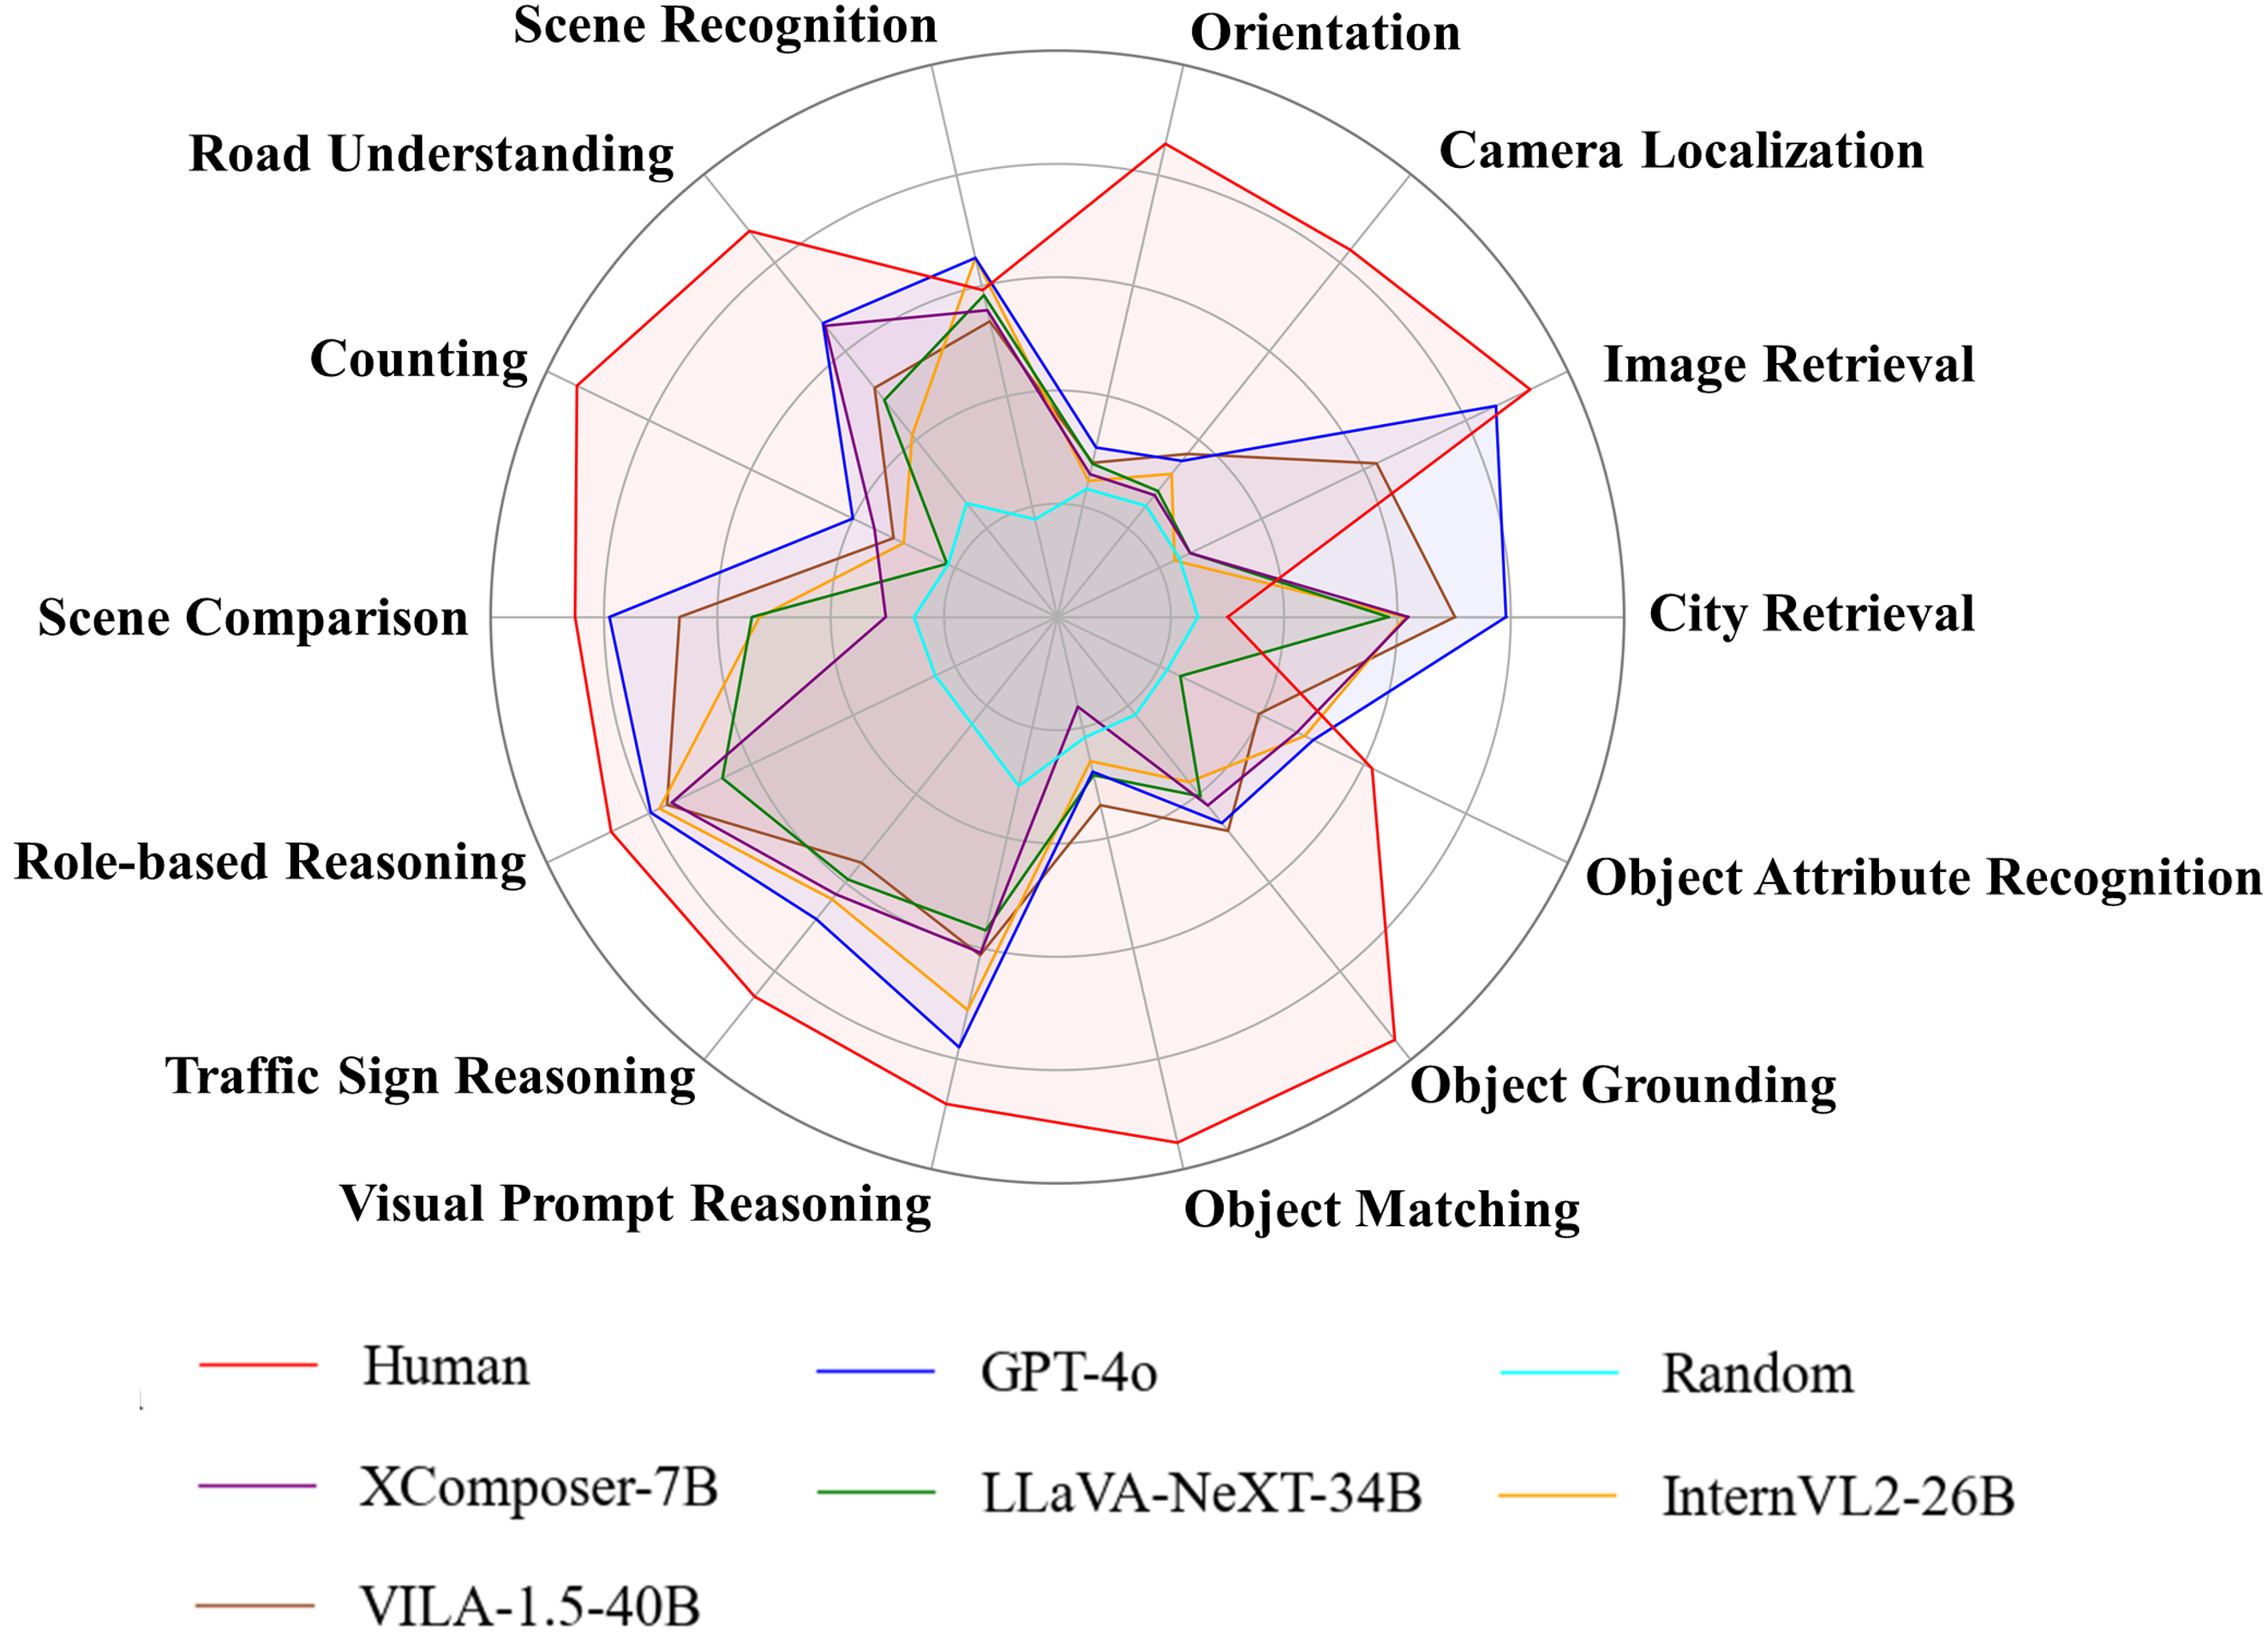 Scene Recognition
Orientation
Road Understanding
Camera Localization
Counting
Image Retrieval
Scene Comparison
City Retrieval
Role-based Reasoning
Object Attribute Recognition
Traffic Sign Reasoning
Object Grounding
Visual Prompt Reasoning
Object Matching
Human
GPT-4o
Random
XComposer-7B
LLaVA-NeXT-34B
InternVL2-26B
VILA-1.5-40B